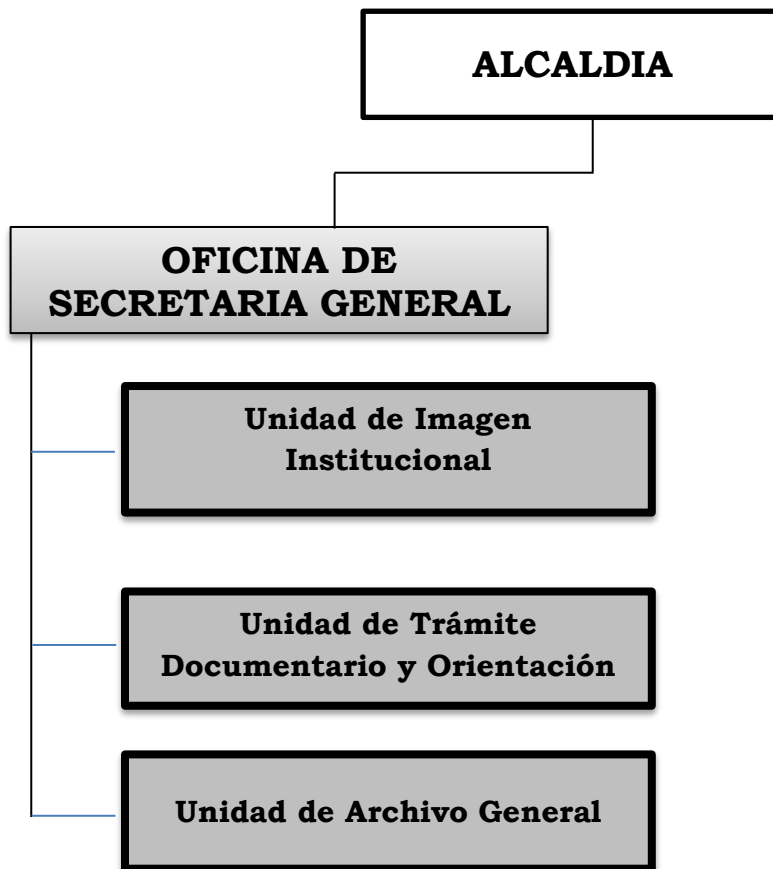 ALCALDIA
OFICINA DE
SECRETARIA GENERAL
Unidad de Imagen
Institucional
Unidad de Trámite
Documentario y Orientación
Unidad de Archivo General